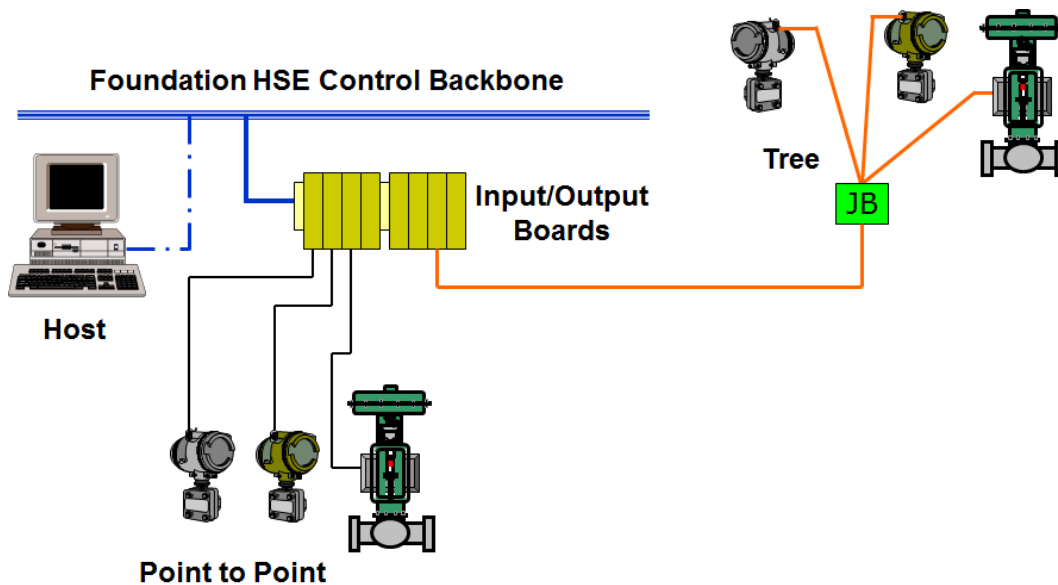 Foundation HSE Control Backbone
Host
Input/Output
Boards
Tree
JB
Point to Point